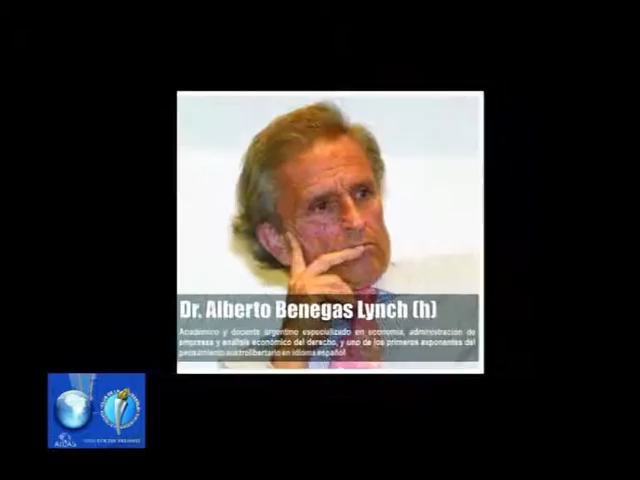 Dr. Alberto Benegas Lynch (h)
Académico y docente argentino especializado en economía, administración de
empresas y análisis económico del derecho, y uno de los primeros exponentes del
pensamiento austrolibertario en idioma español
ATLAS